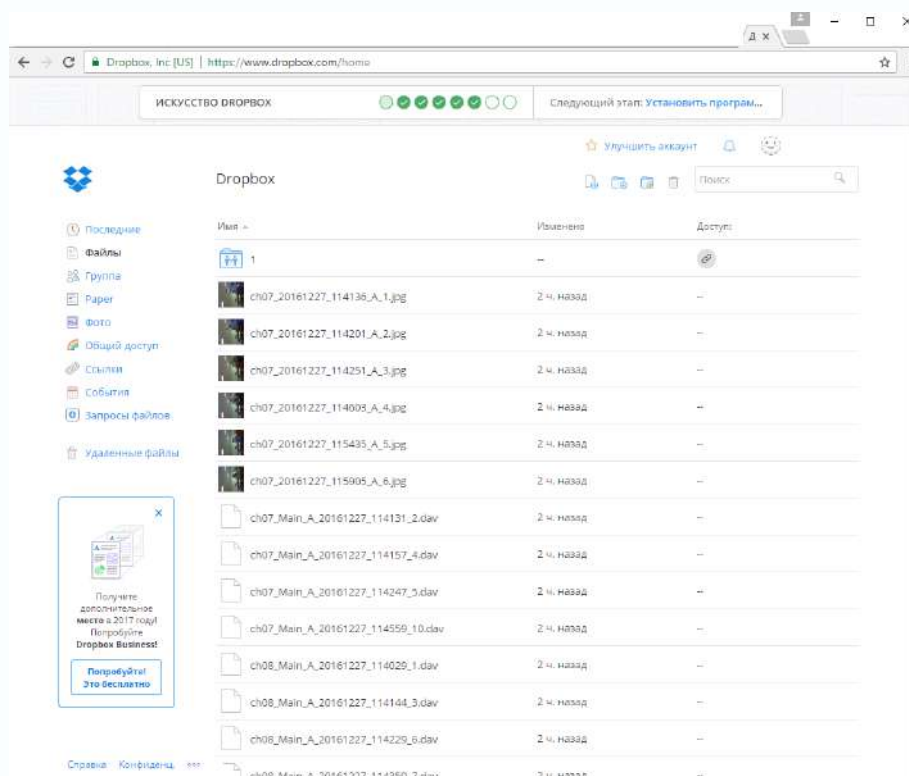 Д
Dropbox, Inc [US] | https://www.dropbox.com/home
ИСКУССТВО DROPBOX
Следующий этап: Установить програм...
Улучшить аккаунт
Dropbox
Поиск
Последние
Файлы
Группа
Paper
Фото
Общий доступ
Ссылки
События
Запросы файлов
Удаленные файлы
Имя
Изменено
Доступ:
1 -- 
ch07_20161227_114136_A_1.jpg 2 ч. назад --
ch07_20161227_114201_A_2.jpg 2 ч. назад --
ch07_20161227_114251_A_3.jpg 2 ч. назад --
ch07_20161227_114603_A_4.jpg 2 ч. назад --
ch07_20161227_115435_A_5.jpg 2 ч. назад --
ch07_20161227_115905_A_6.jpg 2 ч. назад --
ch07_Main_A_20161227_114131_2.dav 2 ч. назад --
ch07_Main_A_20161227_114157_4.dav 2 ч. назад --
ch07_Main_A_20161227_114247_5.dav 2 ч. назад --
ch07_Main_A_20161227_114559_10.dav 2 ч. назад --
ch08_Main_A_20161227_114029_1.dav 2 ч. назад --
ch08_Main_A_20161227_114144_3.dav 2 ч. назад --
ch08_Main_A_20161227_114229_6.dav 2 ч. назад --
Получите
дополнительное
место в 2017 году!
Попробуйте
Dropbox Business!
Попробуйте!
Это бесплатно
Справка Конфиденц.